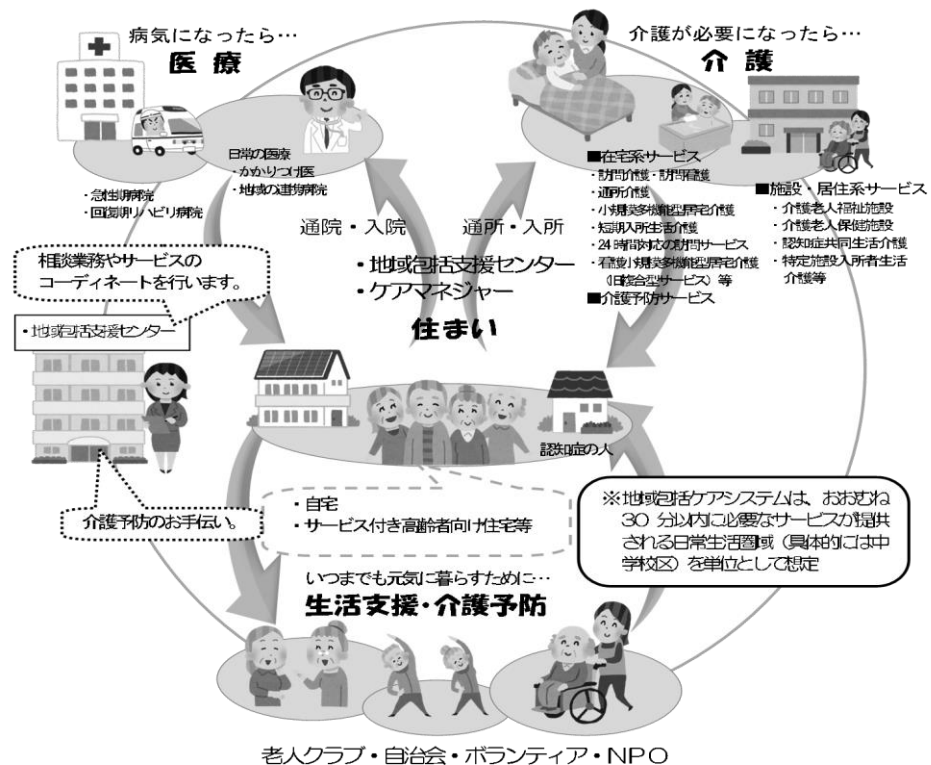 病気になったら…
医療
・急性期病院
・回復期リハビリ病院
日常の医療
・かかりつけ医
・地域の連携病院
介護が必要になったら…
介護
■在宅系サービス
・訪問介護・訪問看護
・通所介護
・小規模多機能型居宅介護
・短期入所生活介護
・24時間対応の訪問サービス
・看護小規模多機能型居宅介護
(旧複合型サービス)等
■介護予防サービス
■施設・居住系サービス
・介護老人福祉施設
・介護老人保健施設
・認知症共同生活介護
・特定施設入所者生活
介護等
通院・入院
通所・入所
・地域包括支援センター
・ケアマネジャー
住まい
相談業務やサービスの
コーディネートを行います。
・地域包括支援センター
介護予防のお手伝い。
認知症の人
・自宅
・サービス付き高齢者向け住宅等
※地域包括ケアシステムは、おおむね
30分以内に必要なサービスが提供
される日常生活圏域(具体的には中
学校区)を単位として想定
いつまでも元気に暮らすために…
生活支援・介護予防
老人クラブ・自治会・ボランティア・NPO